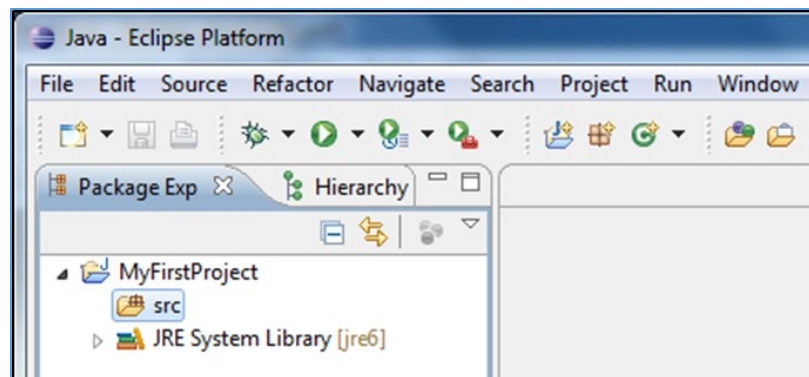 Java - Eclipse Platform
File Edit Source Refactor Navigate Search Project Run Window
Package Exp Hierarchy
MyFirstProject
src
JRE System Library [jre6]